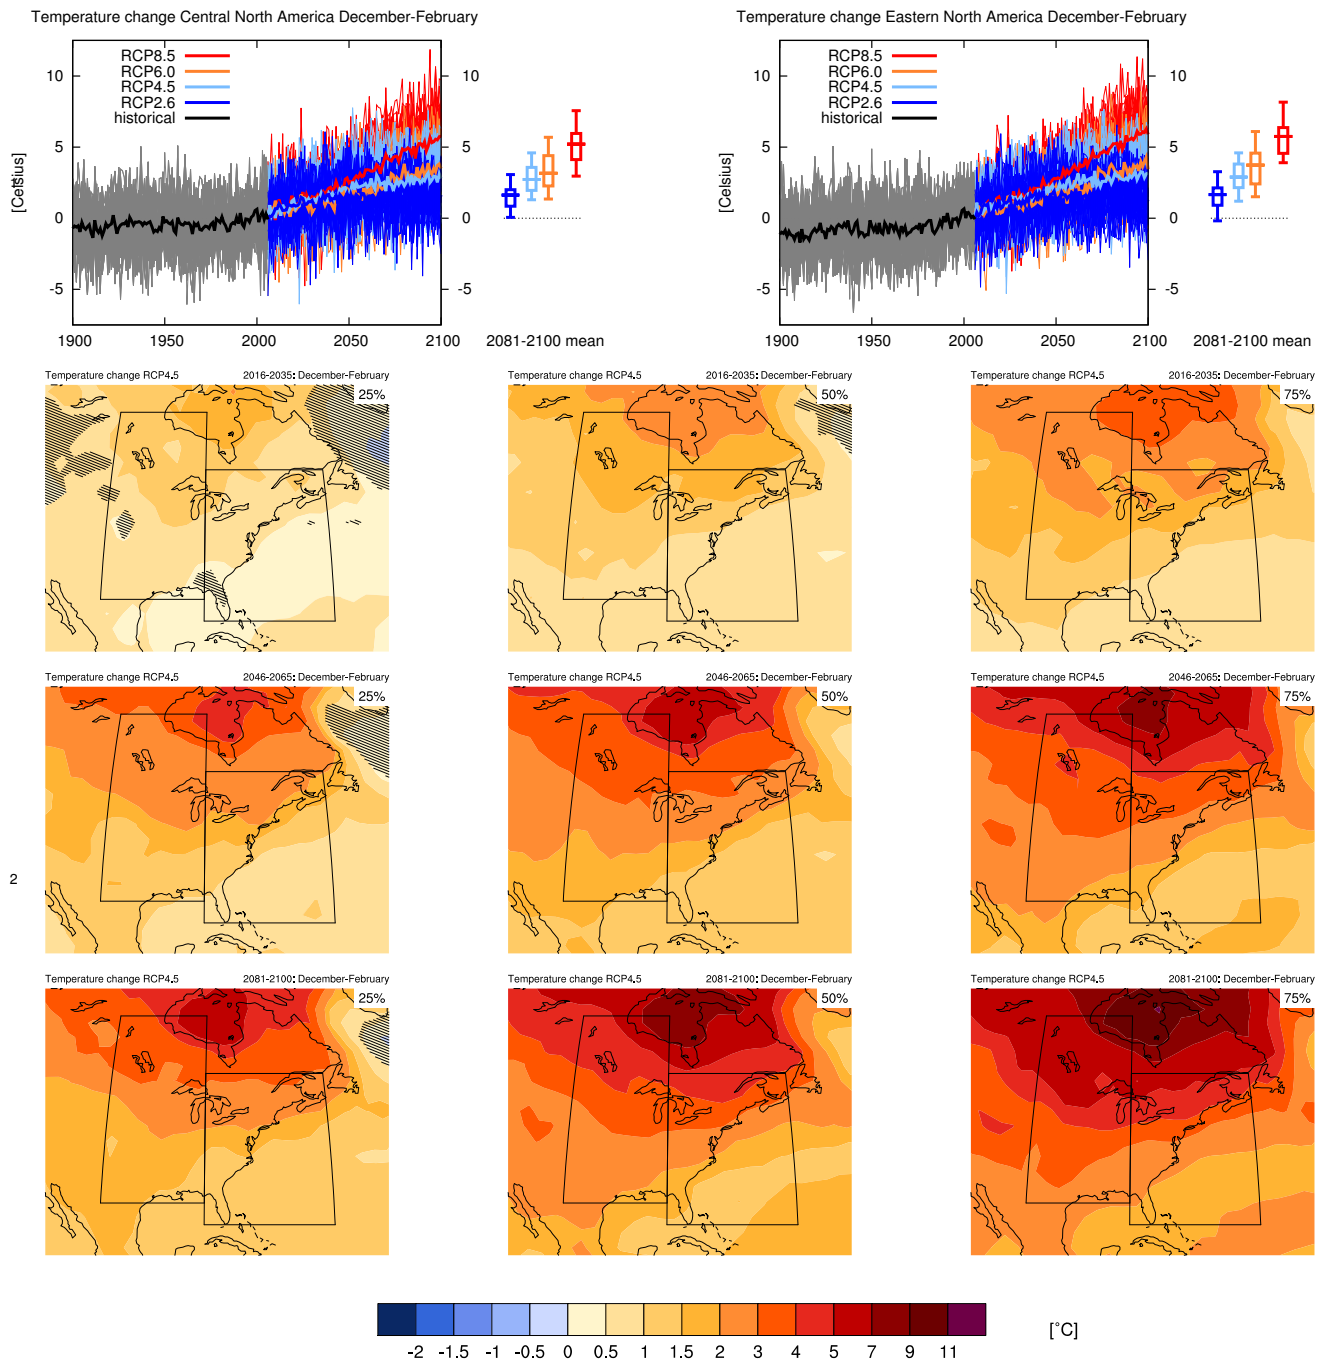 Temperature change Central North America December-February
RCP8.5
RCP6.0
RCP4.5
RCP2.6
historical
[Celsius]
10
5
0
-5
10
5
0
-5
1900 1950 2000 2050 2100 2081-2100 mean
Temperature change Eastern North America December-February
RCP8.5
RCP6.0
RCP4.5
RCP2.6
historical
[Celsius]
10
5
0
-5
10
5
0
-5
1900 1950 2000 2050 2100 2081-2100 mean
Temperature change RCP4.5 2016-2035: December-February
25%
Temperature change RCP4.5 2016-2035: December-February
50%
Temperature change RCP4.5 2016-2035: December-February
75%
Temperature change RCP4.5 2046-2065: December-February
25%
Temperature change RCP4.5 2046-2065: December-February
50%
Temperature change RCP4.5 2046-2065: December-February
75%
2
Temperature change RCP4.5 2081-2100: December-February
25%
Temperature change RCP4.5 2081-2100: December-February
50%
Temperature change RCP4.5 2081-2100: December-February
75%
-2 -1.5 -1 -0.5 0 0.5 1 1.5 2 3 4 5 7 9 11
[°C]